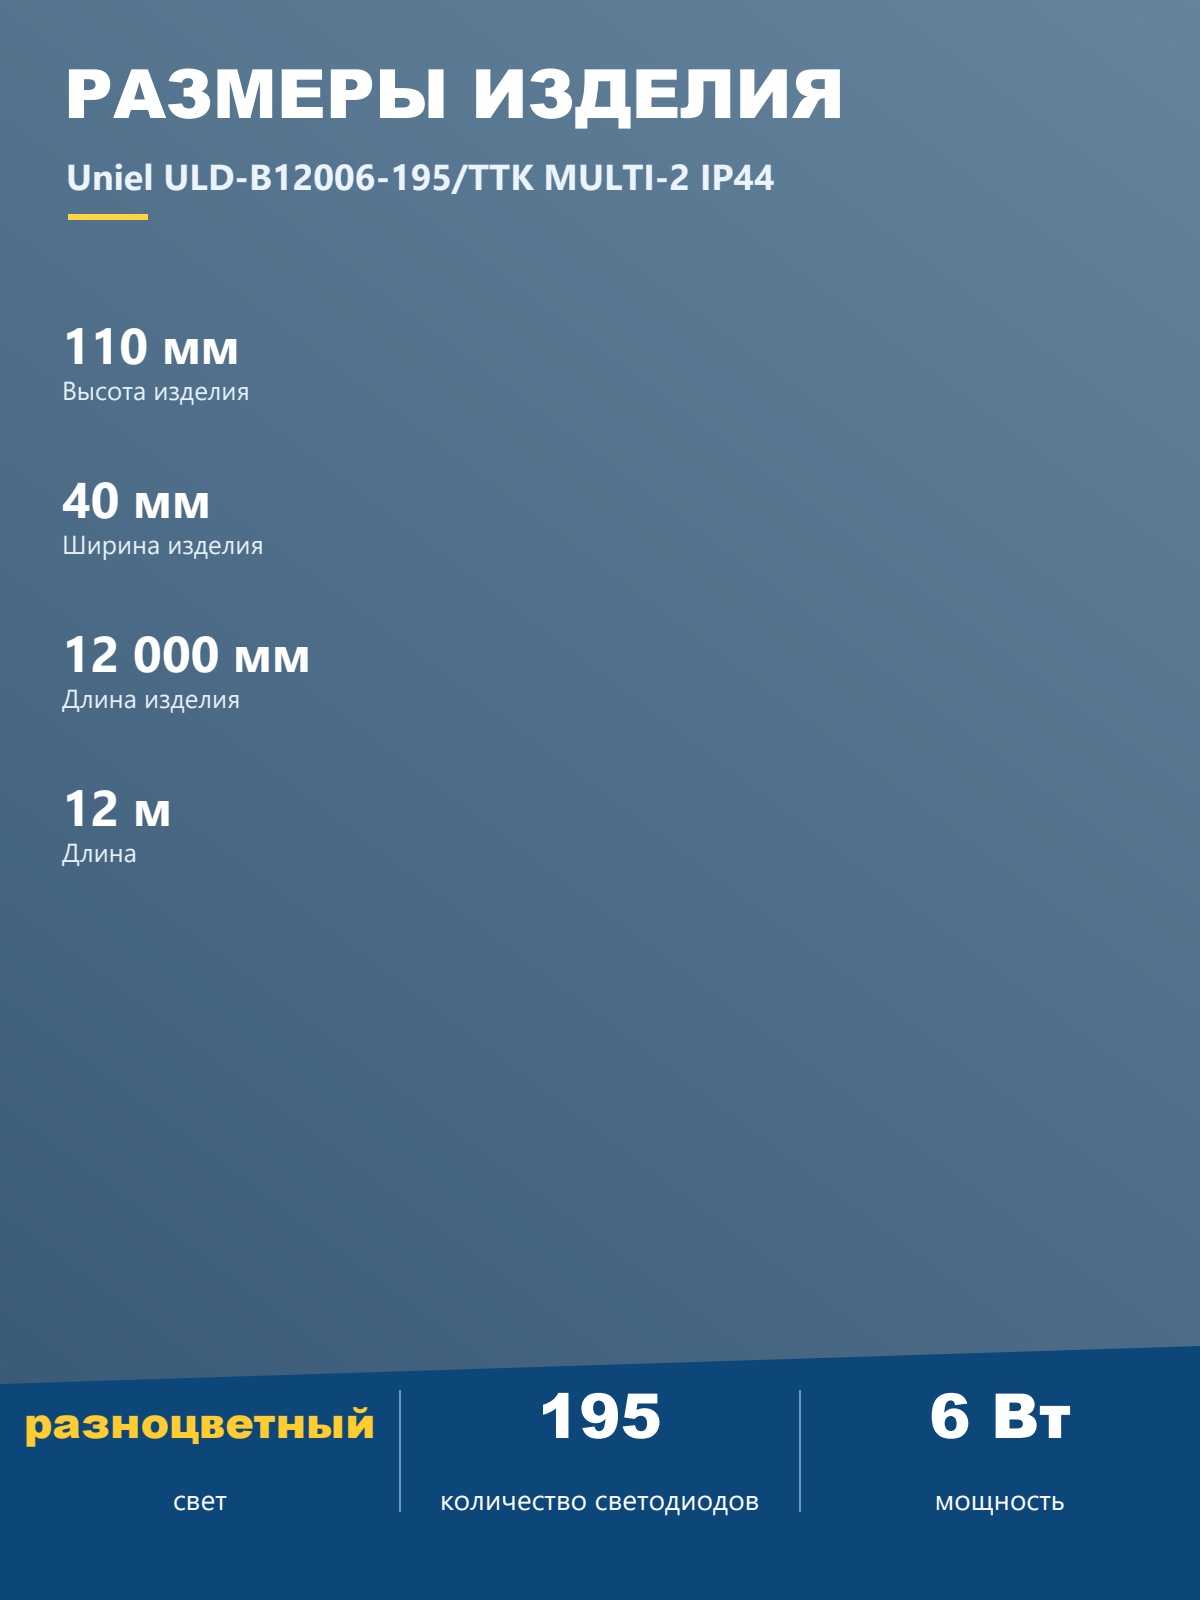 РАЗМЕРЫ ИЗДЕЛИЯ
Uniel ULD-B12006-195/TTK MULTI-2 IP44
110 мм
Высота изделия
40 мм
Ширина изделия
12 000 мм
Длина изделия
12 м
Длина
разноцветный
свет
195
количество светодиодов
6 Вт
мощность